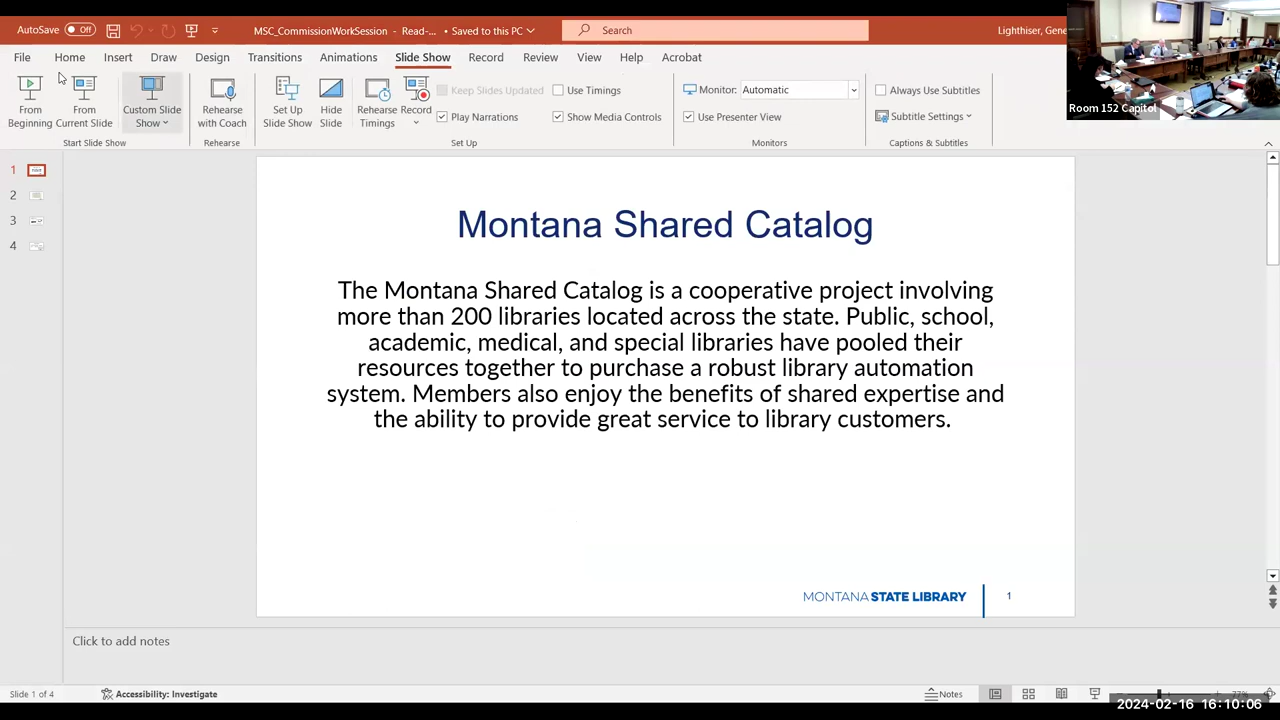 AutoSave Off
MSC_CommissionWorkSession - Read-... • Saved to this PC
Search
Lighthiser, Gene
File Home Insert Draw Design Transitions Animations Slide Show Record Review View Help Acrobat
From Beginning
From Current Slide
Custom Slide Show
Start Slide Show
Rehearse with Coach
Rehearse
Set Up Slide Show
Hide Slide
Rehearse Timings
Record
Keep Slides Updated
Play Narrations
Use Timings
Show Media Controls
Set Up
Monitor: Automatic
Use Presenter View
Monitors
Always Use Subtitles
Subtitle Settings
Captions & Subtitles
Room 152 Capitol
1
2
3
4
Montana Shared Catalog
The Montana Shared Catalog is a cooperative project involving
more than 200 libraries located across the state. Public, school,
academic, medical, and special libraries have pooled their
resources together to purchase a robust library automation
system. Members also enjoy the benefits of shared expertise and
the ability to provide great service to library customers.
MONTANA STATE LIBRARY
1
Click to add notes
Slide 1 of 4
Accessibility: Investigate
Notes
77%
2024-02-16 16:10:06